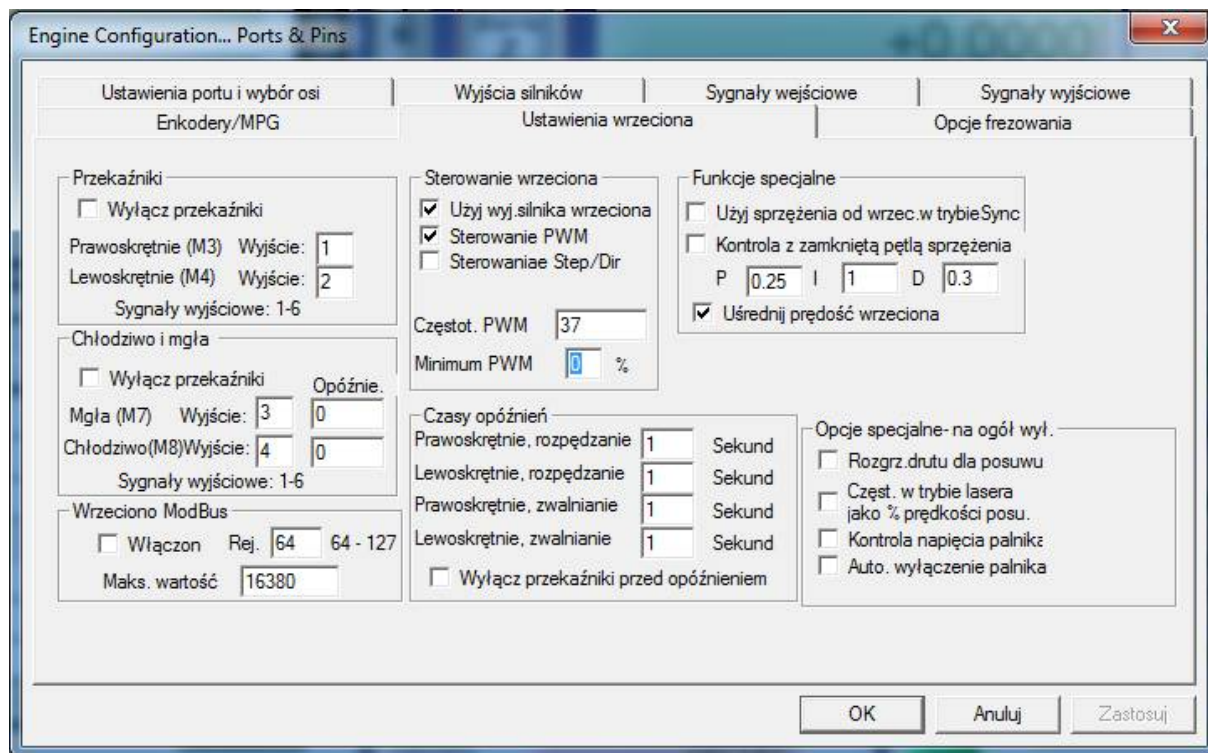 Engine Configuration... Ports & Pins
+0.0000
Ustawienia portu i wybór osi
Wyjścia silników
Sygnały wejściowe
Sygnały wyjściowe
Enkodery/MPG
Ustawienia wrzeciona
Opcje frezowania
Przekaźniki
Wyłącz przekaźniki
Prawoskrętnie (M3) Wyjście: 1
Lewoskrętnie (M4) Wyjście: 2
Sygnały wyjściowe: 1-6
Chłodziwo i mgła
Wyłącz przekaźniki Opóźnie.
Mgła (M7) Wyjście: 3 0
Chłodziwo(M8)Wyjście: 4 0
Sygnały wyjściowe: 1-6
Wrzeciono ModBus
Włączon Rej. 64 64 - 127
Maks. wartość 16380
Sterowanie wrzeciona
Użyj wyj.silnika wrzeciona
Sterowanie PWM
Sterowaniae Step/Dir
Częstot. PWM 37
Minimum PWM 0 %
Czasy opóźnień
Prawoskrętnie, rozpędzanie 1 Sekund
Lewoskrętnie, rozpędzanie 1 Sekund
Prawoskrętnie, zwalnianie 1 Sekund
Lewoskrętnie, zwalnianie 1 Sekund
Wyłącz przekaźniki przed opóźnieniem
Funkcje specjalne
Użyj sprzężenia od wrzec.w trybieSync
Kontrola z zamkniętą pętlą sprzężenia
P 0.25 I 1 D 0.3
Uśrednij prędość wrzeciona
Opcje specjalne- na ogół wył.
Rozgrz.drutu dla posuwu
Częst. w trybie lasera
jako % prędkości posu.
Kontrola napięcia palnika
Auto. wyłączenie palnika
OK
Anuluj
Zastosuj